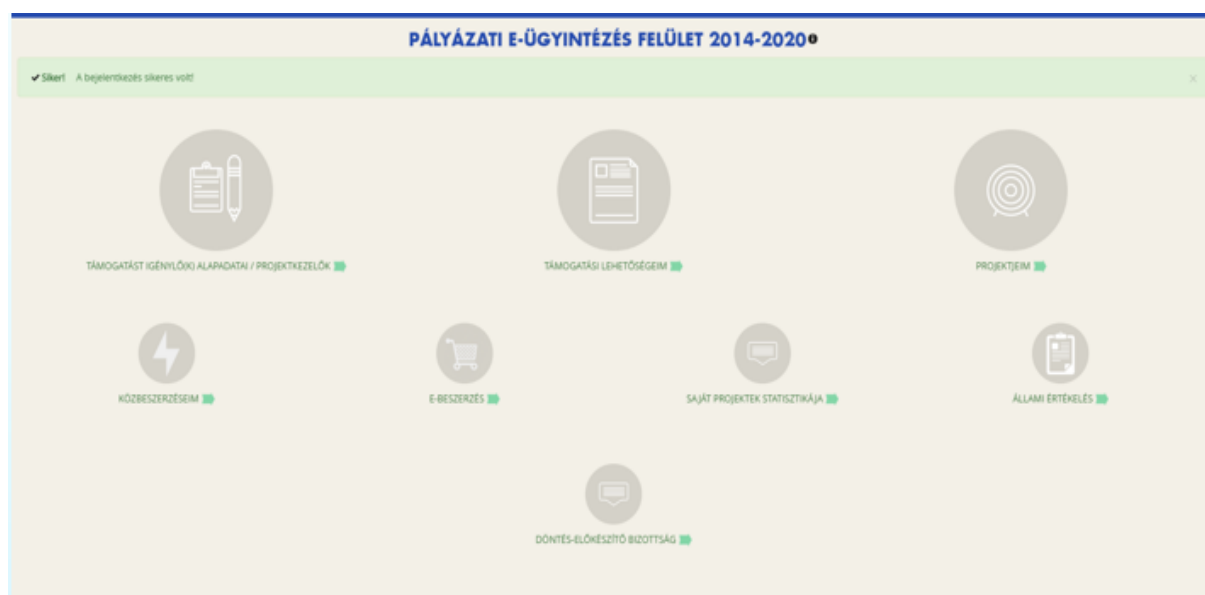 PÁLYÁZATI E-ÜGYINTÉZÉS FELÜLET 2014-2020
Siker! A bejelentkezés sikeres volt!
TÁMOGATÁST IGÉNYLŐ(K) ALAPADATAI / PROJEKTKEZELŐK
TÁMOGATÁSI LEHETŐSÉGEIM
PROJEKTJEIM
KÖZBESZERZÉSEIM
E-BESZERZÉS
SAJÁT PROJEKTEK STATISZTIKÁJA
ÁLLAMI ÉRTÉKELÉS
DÖNTÉS-ELŐKÉSZÍTŐ BIZOTTSÁG